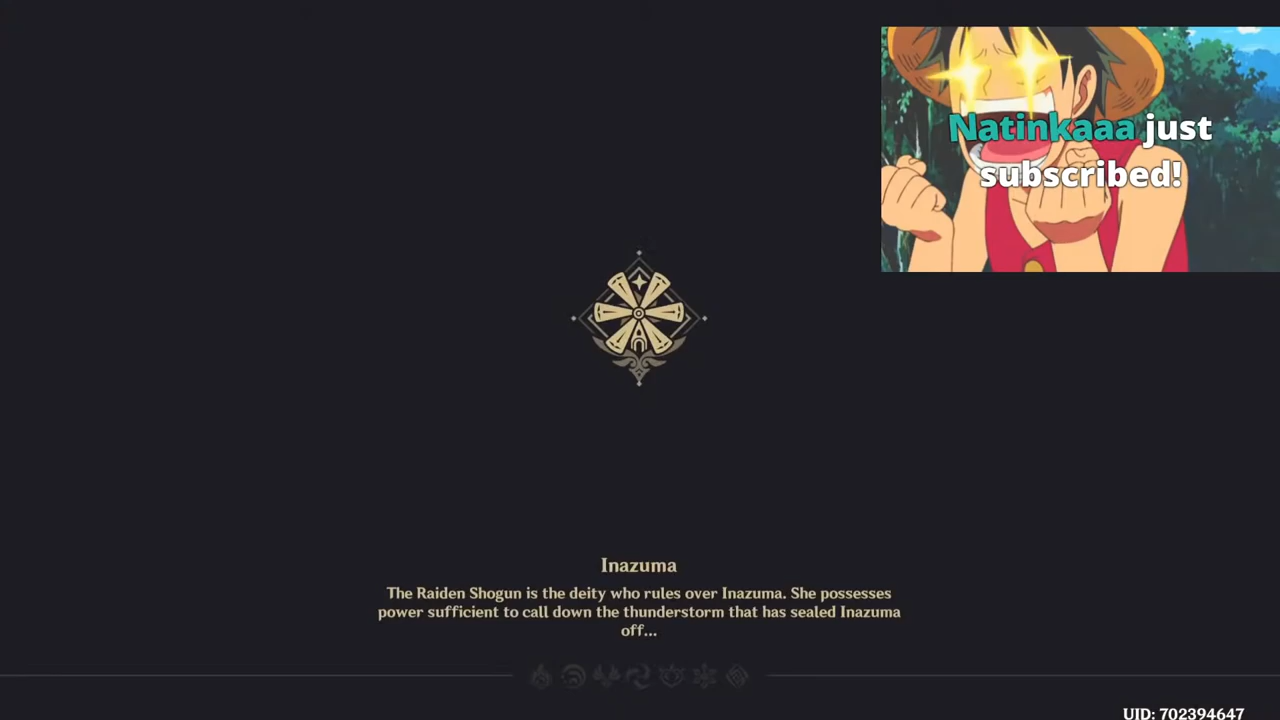 Natinkaaa just
subscribed!
Inazuma
The Raiden Shogun is the deity who rules over Inazuma. She possesses
power sufficient to call down the thunderstorm that has sealed Inazuma
off...
UID: 702394647